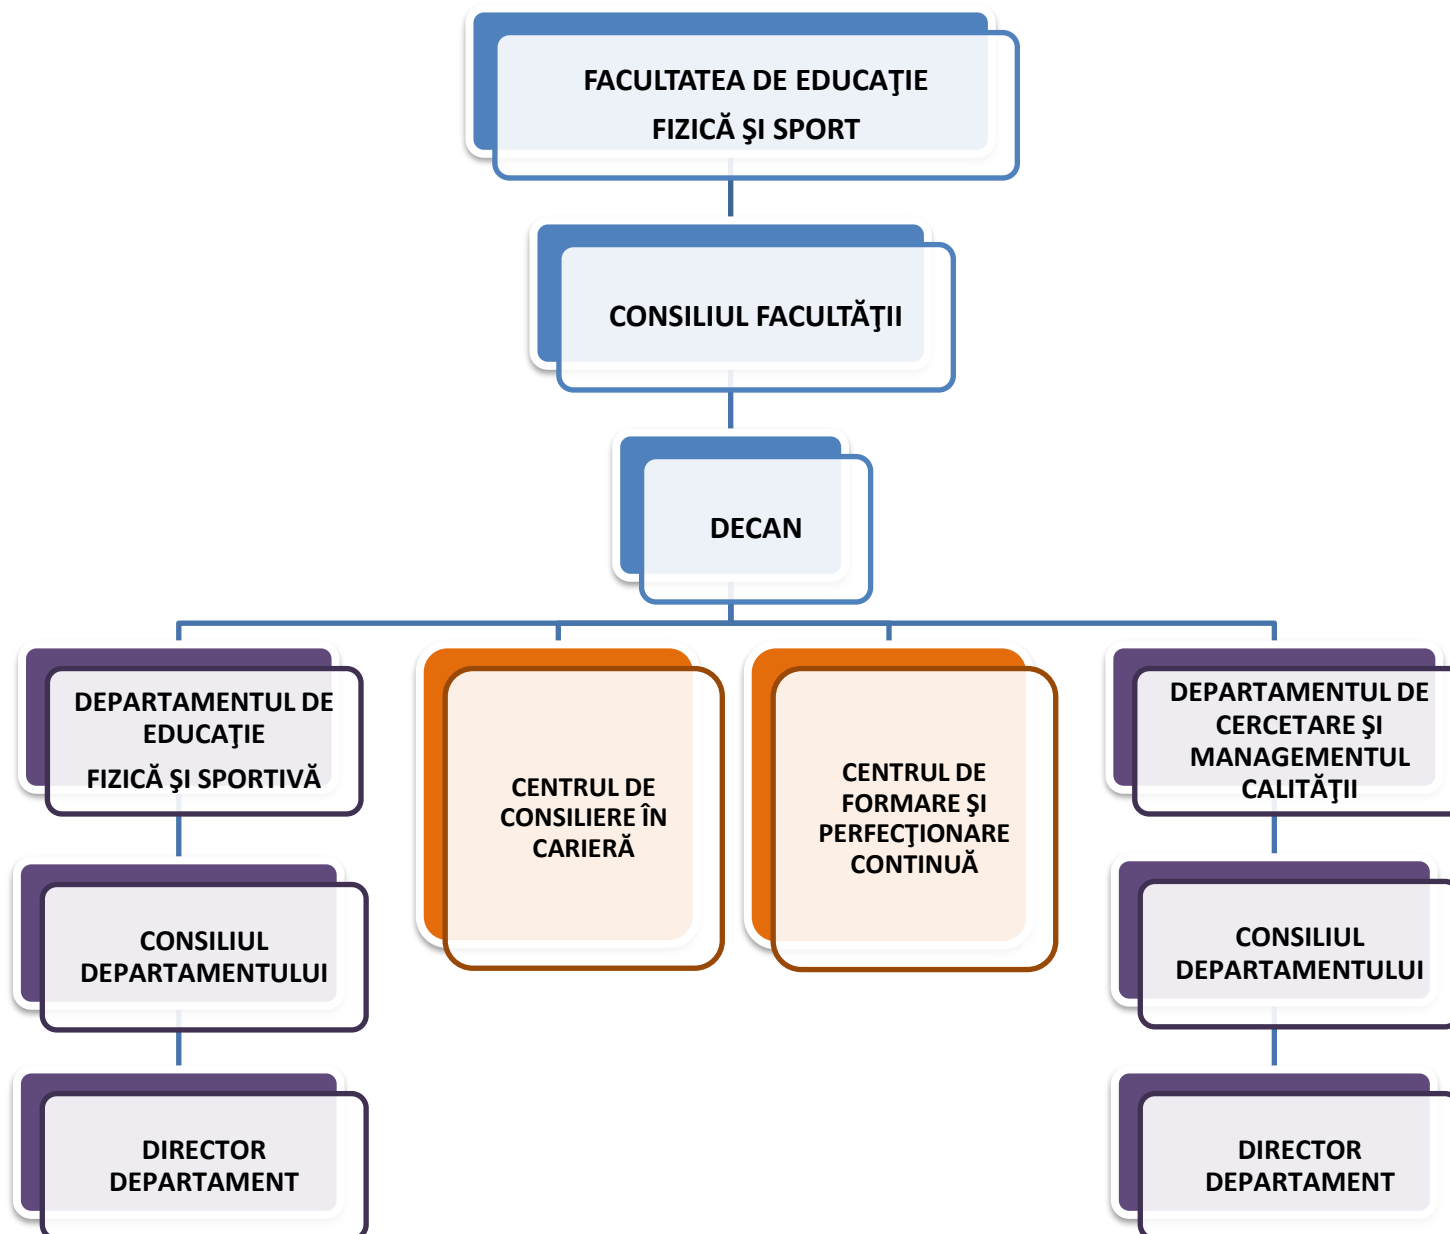 FACULTATEA DE EDUCAŢIE
FIZICĂ ŞI SPORT
CONSILIUL FACULTĂŢII
DECAN
DEPARTAMENTUL DE
EDUCAŢIE
FIZICĂ ŞI SPORTIVĂ
CENTRUL DE
CONSILIERE ÎN
CARIERĂ
CENTRUL DE
FORMARE ŞI
PERFECŢIONARE
CONTINUĂ
DEPARTAMENTUL DE
CERCETARE ŞI
MANAGEMENTUL
CALITĂŢII
CONSILIUL
DEPARTAMENTULUI
CONSILIUL
DEPARTAMENTULUI
DIRECTOR
DEPARTAMENT
DIRECTOR
DEPARTAMENT